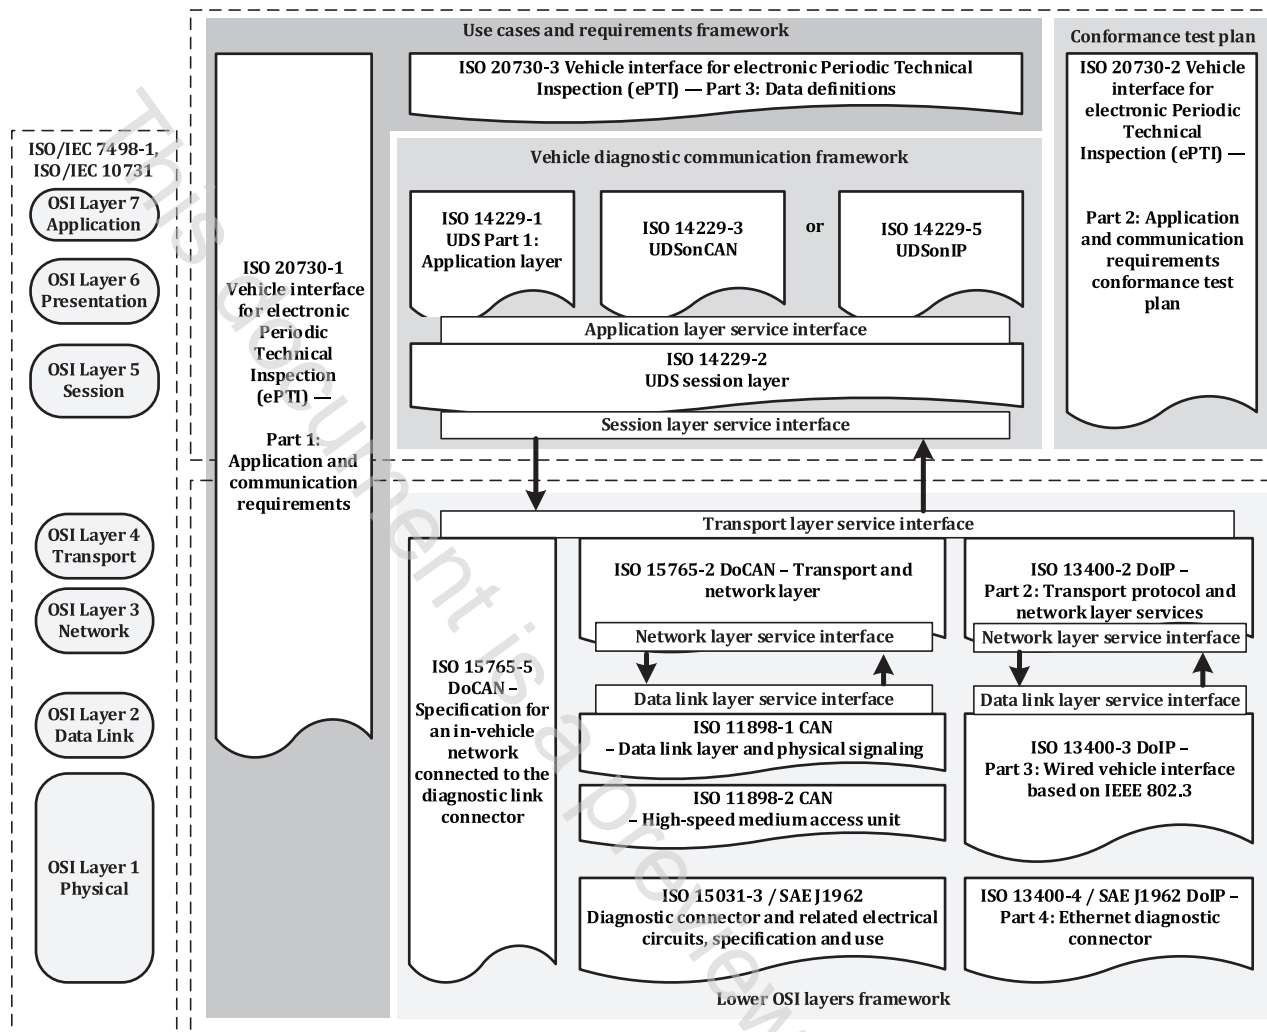 Use cases and requirements framework
ISO 20730-3 Vehicle interface for electronic Periodic Technical
Inspection (ePTI) — Part 3: Data definitions
Conformance test plan
ISO 20730-2 Vehicle
interface for
electronic Periodic
Technical
Inspection (ePTI) —
Part 2: Application
and communication
requirements
conformance test
plan
ISO/IEC 7498-1,
ISO/IEC 10731
OSI Layer 7
Application
OSI Layer 6
Presentation
OSI Layer 5
Session
OSI Layer 4
Transport
OSI Layer 3
Network
OSI Layer 2
Data Link
OSI Layer 1
Physical
ISO 20730-1
Vehicle interface
for electronic
Periodic
Technical
Inspection
(ePTI) —
Part 1:
Application and
communication
requirements
Vehicle diagnostic communication framework
ISO 14229-1
UDS Part 1:
Application layer
ISO 14229-3
UDSonCAN
or
ISO 14229-5
UDSonIP
Application layer service interface
ISO 14229-2
UDS session layer
Session layer service interface
Transport layer service interface
ISO 15765-5
DoCAN –
Specification for
an in-vehicle
network
connected to the
diagnostic link
connector
ISO 15765-2 DoCAN – Transport and
network layer
Network layer service interface
Data link layer service interface
ISO 11898-1 CAN
– Data link layer and physical signaling
ISO 11898-2 CAN
– High-speed medium access unit
ISO 15031-3 / SAE J1962
Diagnostic connector and related electrical
circuits, specification and use
ISO 13400-2 DoIP –
Part 2: Transport protocol and
network layer services
Network layer service interface
Data link layer service interface
ISO 13400-3 DoIP –
Part 3: Wired vehicle interface
based on IEEE 802.3
ISO 13400-4 / SAE J1962 DoIP –
Part 4: Ethernet diagnostic
connector
Lower OSI layers framework
This document is a preview